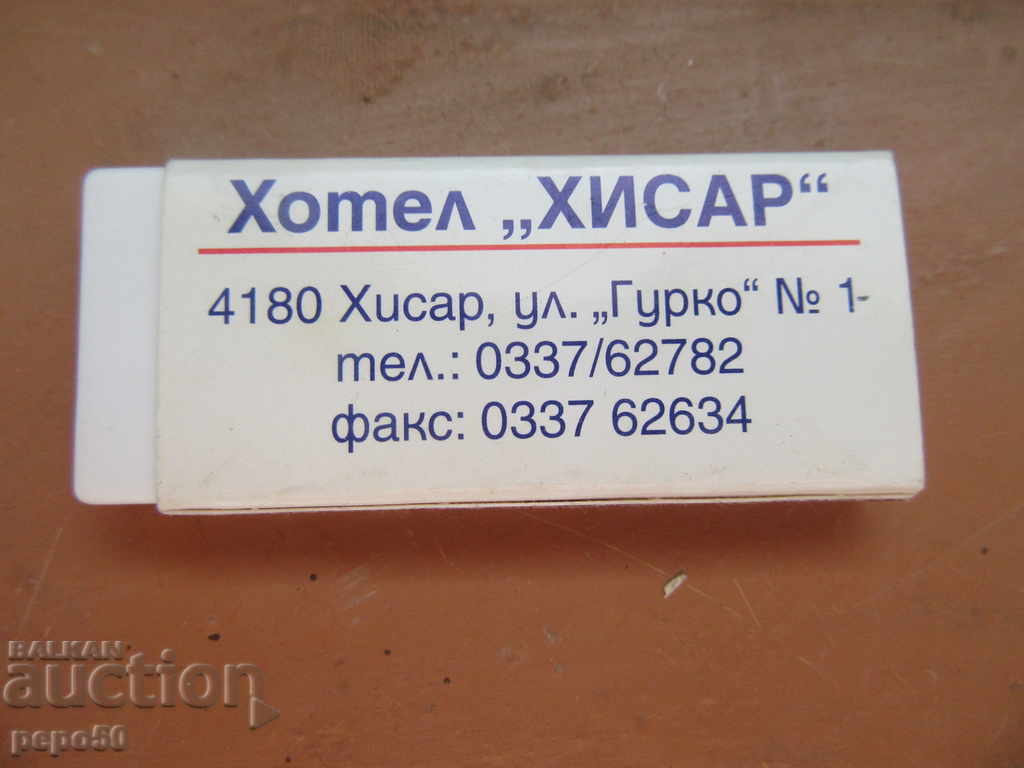 Хотел „ХИСАР“
4180 Хисар, ул. „Гурко“ № 1-
тел.: 0337/62782
факс: 0337 62634
BALKAN
auction
pepo50